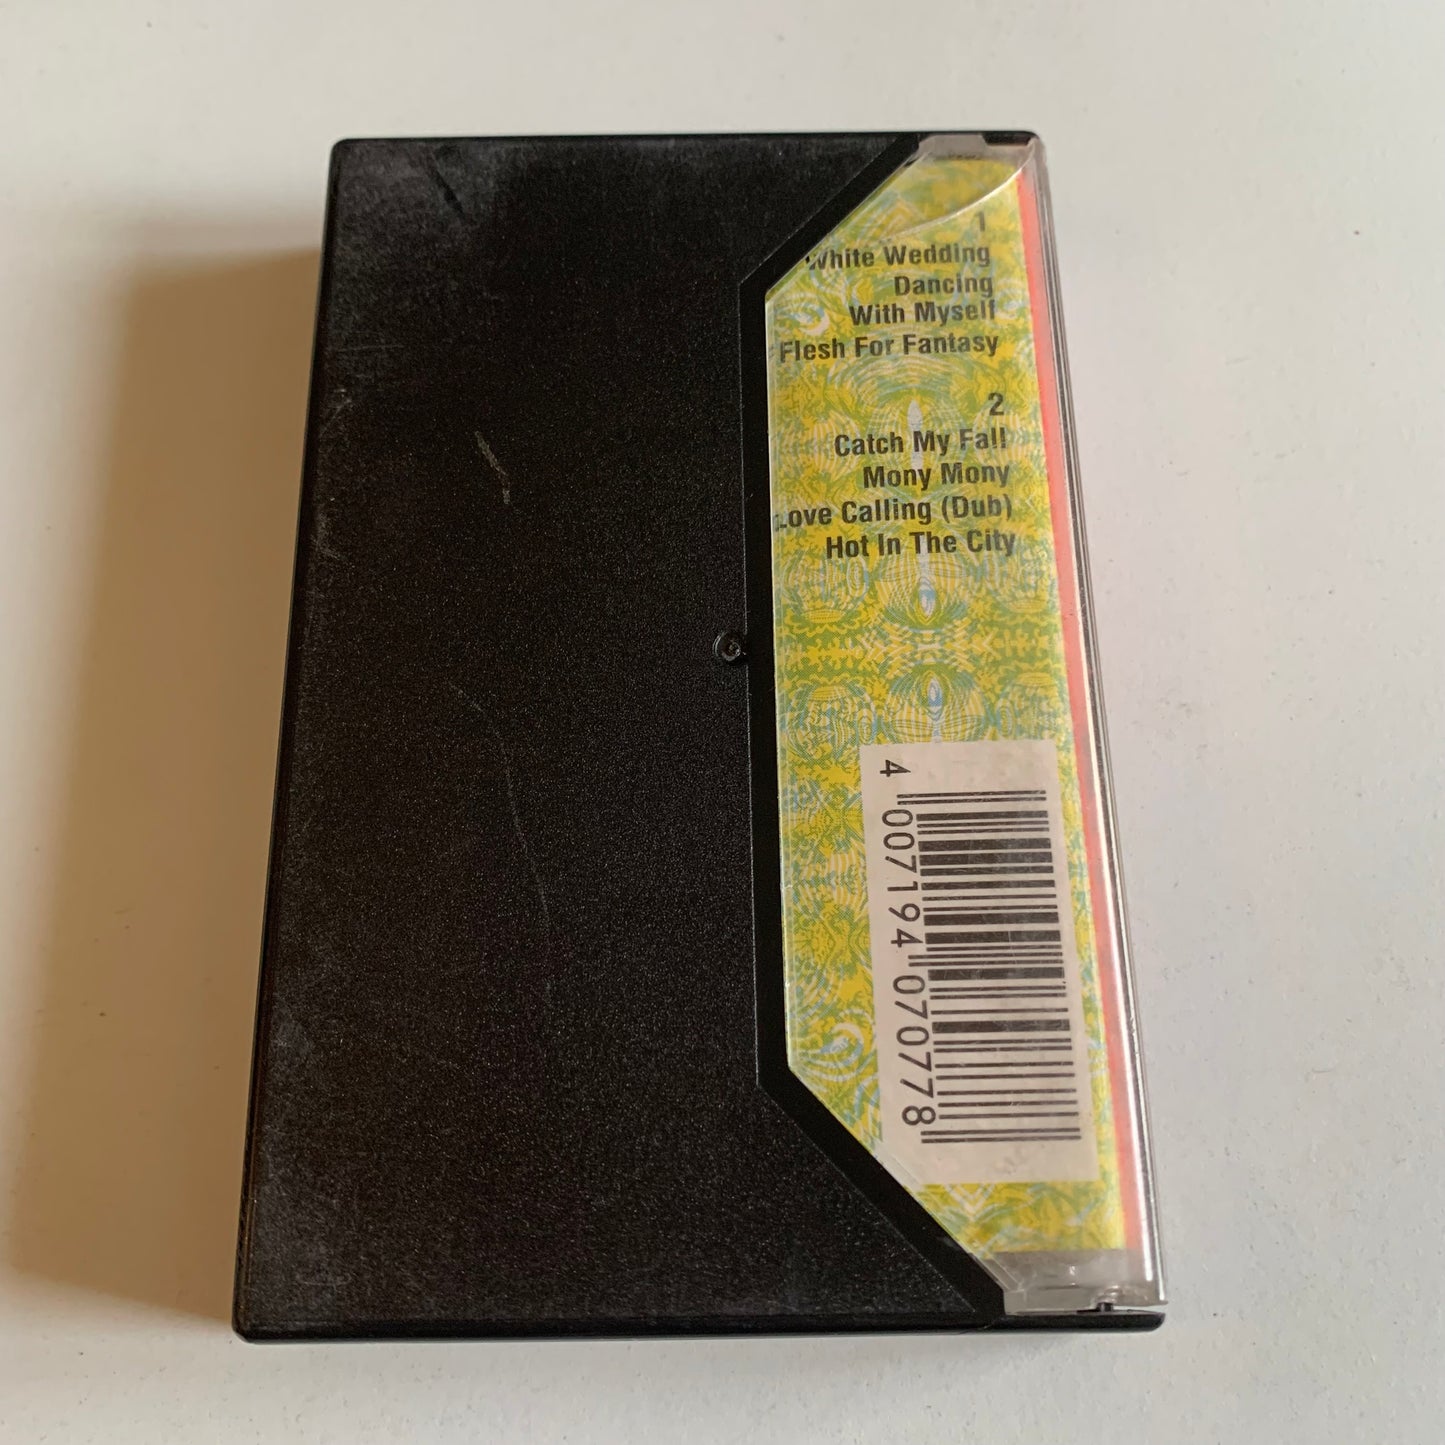 1
White Wedding
Dancing
With Myself
Flesh For Fantasy
2
Catch My Fall
Mony Mony
Love Calling (Dub)
Hot In The City
4 007194 070778